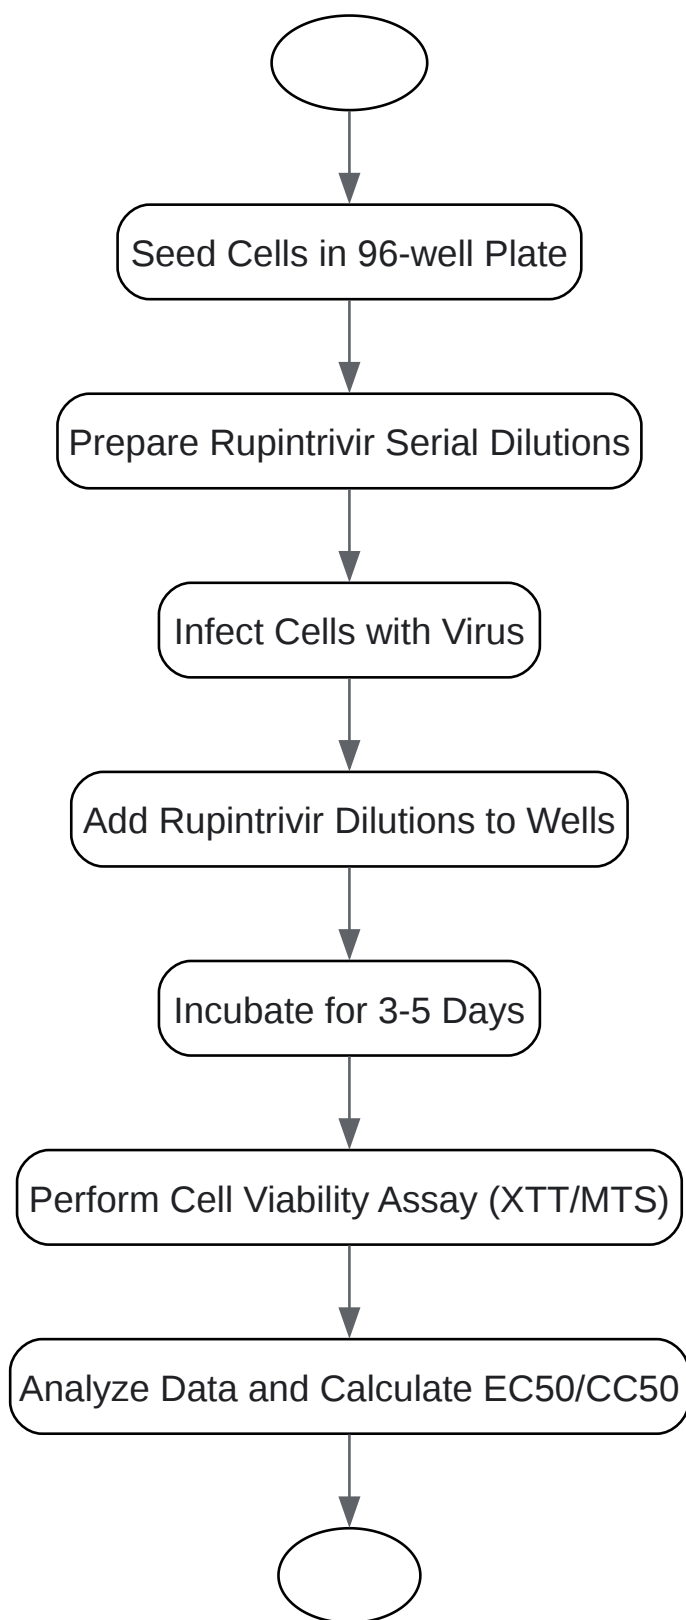 Seed Cells in 96-well Plate
Prepare Rupintrivir Serial Dilutions
Infect Cells with Virus
Add Rupintrivir Dilutions to Wells
Incubate for 3-5 Days
Perform Cell Viability Assay (XTT/MTS)
Analyze Data and Calculate EC50/CC50